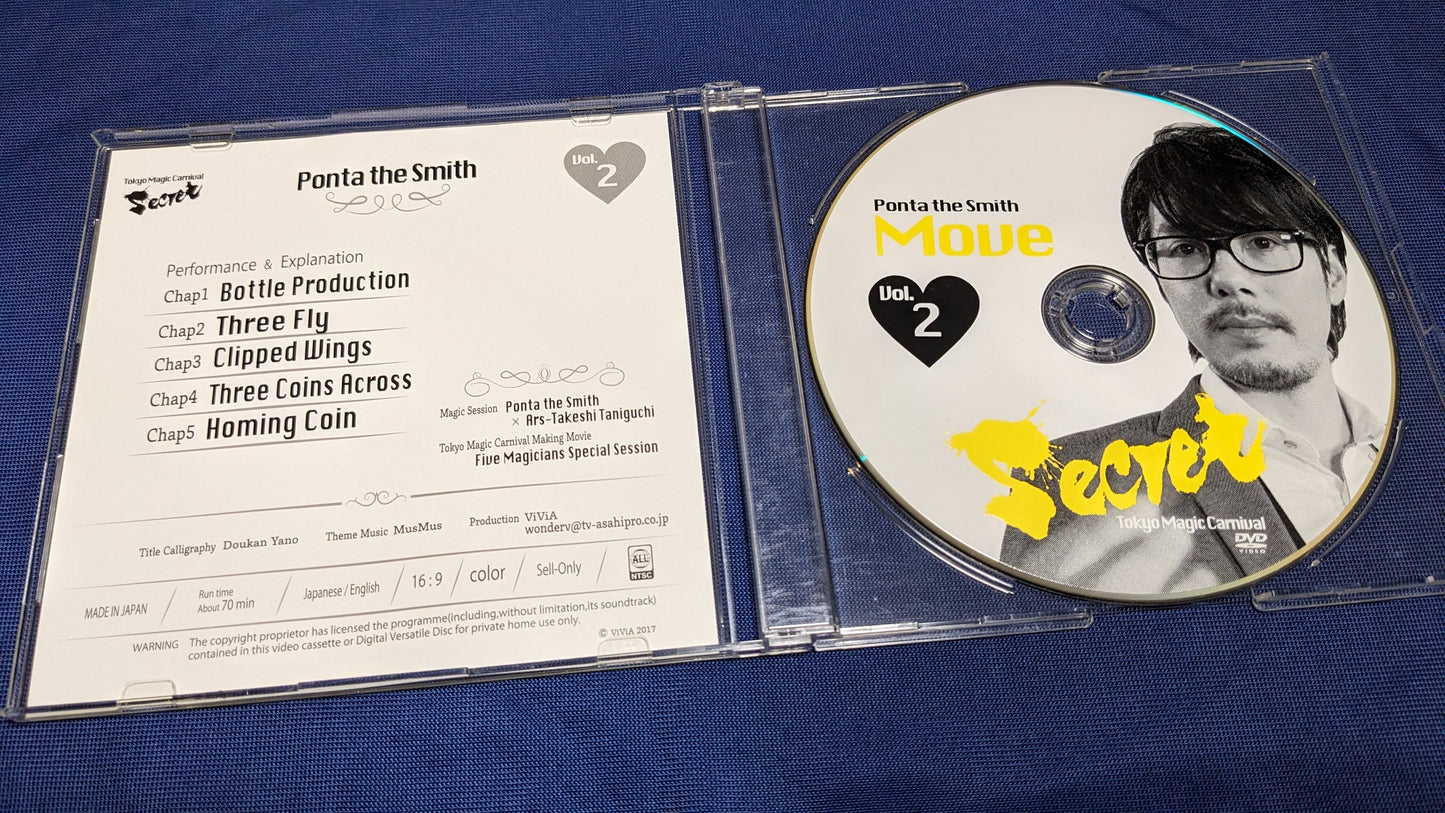 Tokyo Magic Carnival
Secret
Ponta the Smith
Vol.
2
Performance & Explanation
Chap1 Bottle Production
Chap2 Three Fly
Chap3 Clipped Wings
Chap4 Three Coins Across
Chap5 Homing Coin
Magic Session Ponta the Smith
× Ars-Takeshi Taniguchi
Tokyo Magic Carnival Making Movie
Five Magicians Special Session
Title Calligraphy Doukan Yano
Theme Music MusMus
Production ViViA
wonderv@tv-asahipro.co.jp
MADE IN JAPAN
Run time
About 70 min
Japanese / English
16:9
color
Sell-Only
ALL
NTSC
WARNING The copyright proprietor has licensed the programme(including,without limitation,its soundtrack)
contained in this video cassette or Digital Versatile Disc for private home use only.
© ViViA 2017
Ponta the Smith
Move
Vol.
2
Secret
Tokyo Magic Carnival
DVD
VIDEO